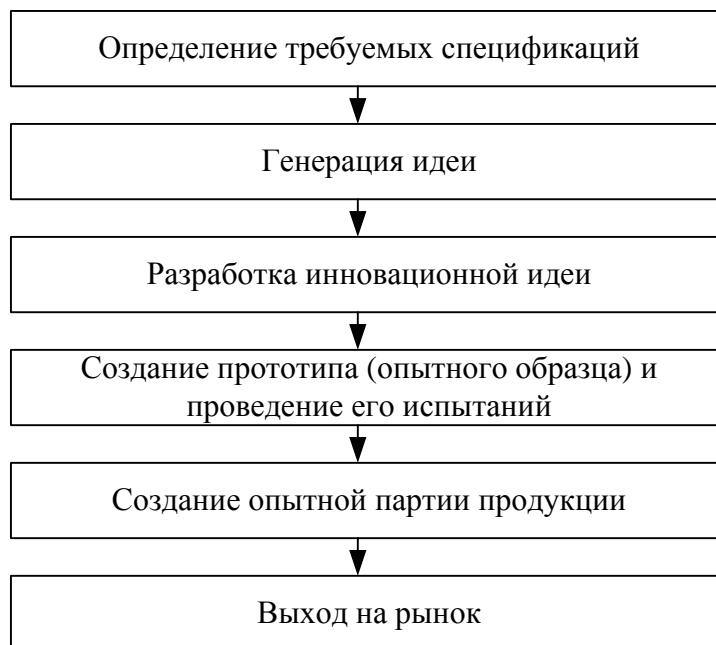 Определение требуемых спецификаций
Генерация идеи
Разработка инновационной идеи
Создание прототипа (опытного образца) и
проведение его испытаний
Создание опытной партии продукции
Выход на рынок